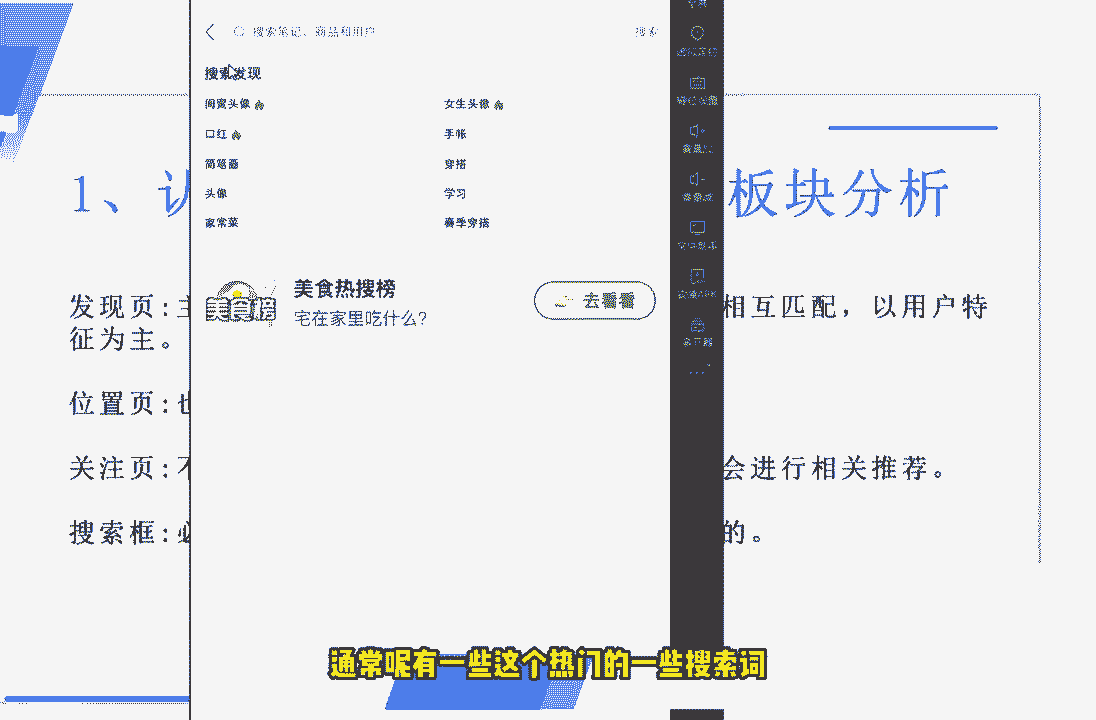 搜索笔记、商品和用户 搜索
搜索发现
闺蜜头像 女生头像
口红 手帐
简笔画 穿搭
头像 学习
家常菜 春季穿搭
美食榜
美食热搜榜
宅在家里吃什么?
去看看
1、 板块分析
发现页: 相互匹配，以用户特
征为主。
位置页:
关注页:不 会进行相关推荐。
搜索框:必 的。
通常呢有一些这个热门的一些搜索词